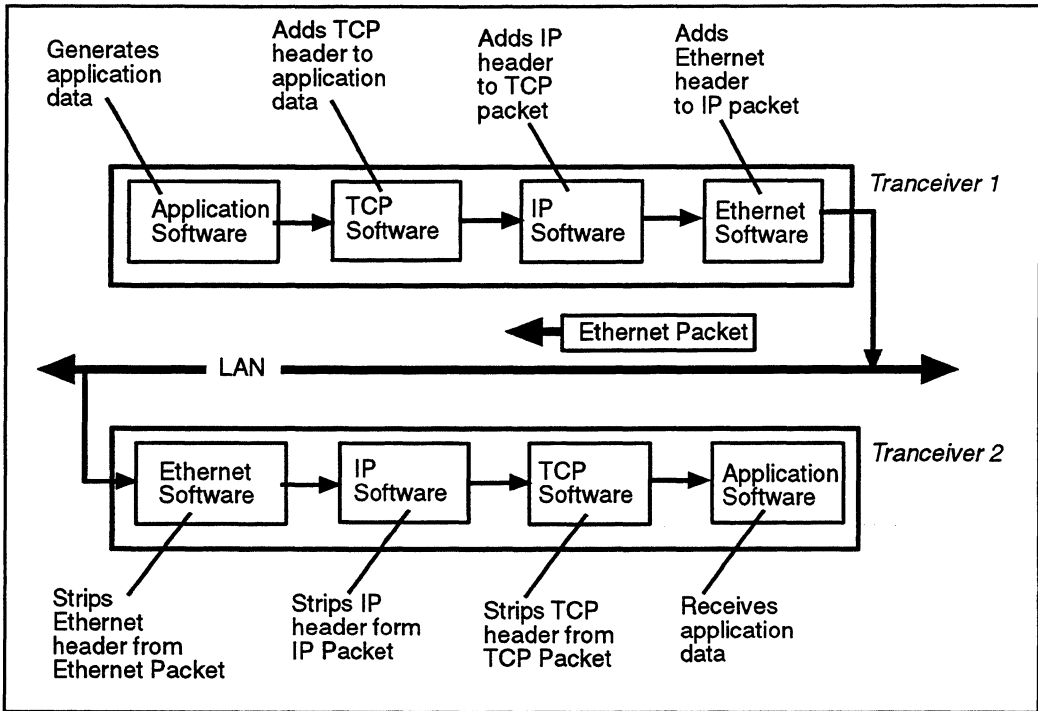 Generates
application
data
Adds TCP
header to
application
data
Adds IP
header
to TCP
packet
Adds
Ethernet
header
to IP packet
Tranceiver 1
Application
Software
TCP
Software
IP
Software
Ethernet
Software
Ethernet Packet
LAN
Tranceiver 2
Ethernet
Software
IP
Software
TCP
Software
Application
Software
Strips
Ethernet
header from
Ethernet Packet
Strips IP
header form
IP Packet
Strips TCP
header from
TCP Packet
Receives
application
data